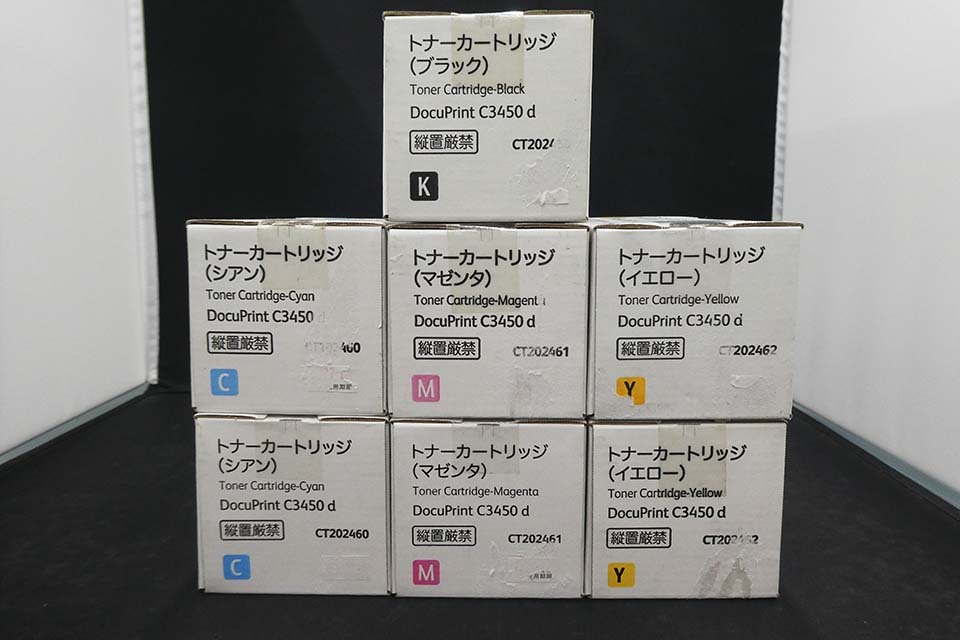 トナーカートリッジ
(ブラック)
Toner Cartridge-Black
DocuPrint C3450 d
縦置厳禁
CT2024
K
トナーカートリッジ
(シアン)
Toner Cartridge-Cyan
DocuPrint C3450 d
縦置厳禁
C
トナーカートリッジ
(マゼンタ)
Toner Cartridge-Magent
DocuPrint C3450 d
縦置厳禁
CT202461
M
トナーカートリッジ
(イエロー)
Toner Cartridge-Yellow
DocuPrint C3450 d
縦置厳禁
CT202462
Y
トナーカートリッジ
(シアン)
Toner Cartridge-Cyan
DocuPrint C3450 d
縦置厳禁
CT202460
C
トナーカートリッジ
(マゼンタ)
Toner Cartridge-Magenta
DocuPrint C3450 d
縦置厳禁
CT202461
M
トナーカートリッジ
(イエロー)
Toner Cartridge-Yellow
DocuPrint C3450 d
縦置厳禁
CT202462
Y